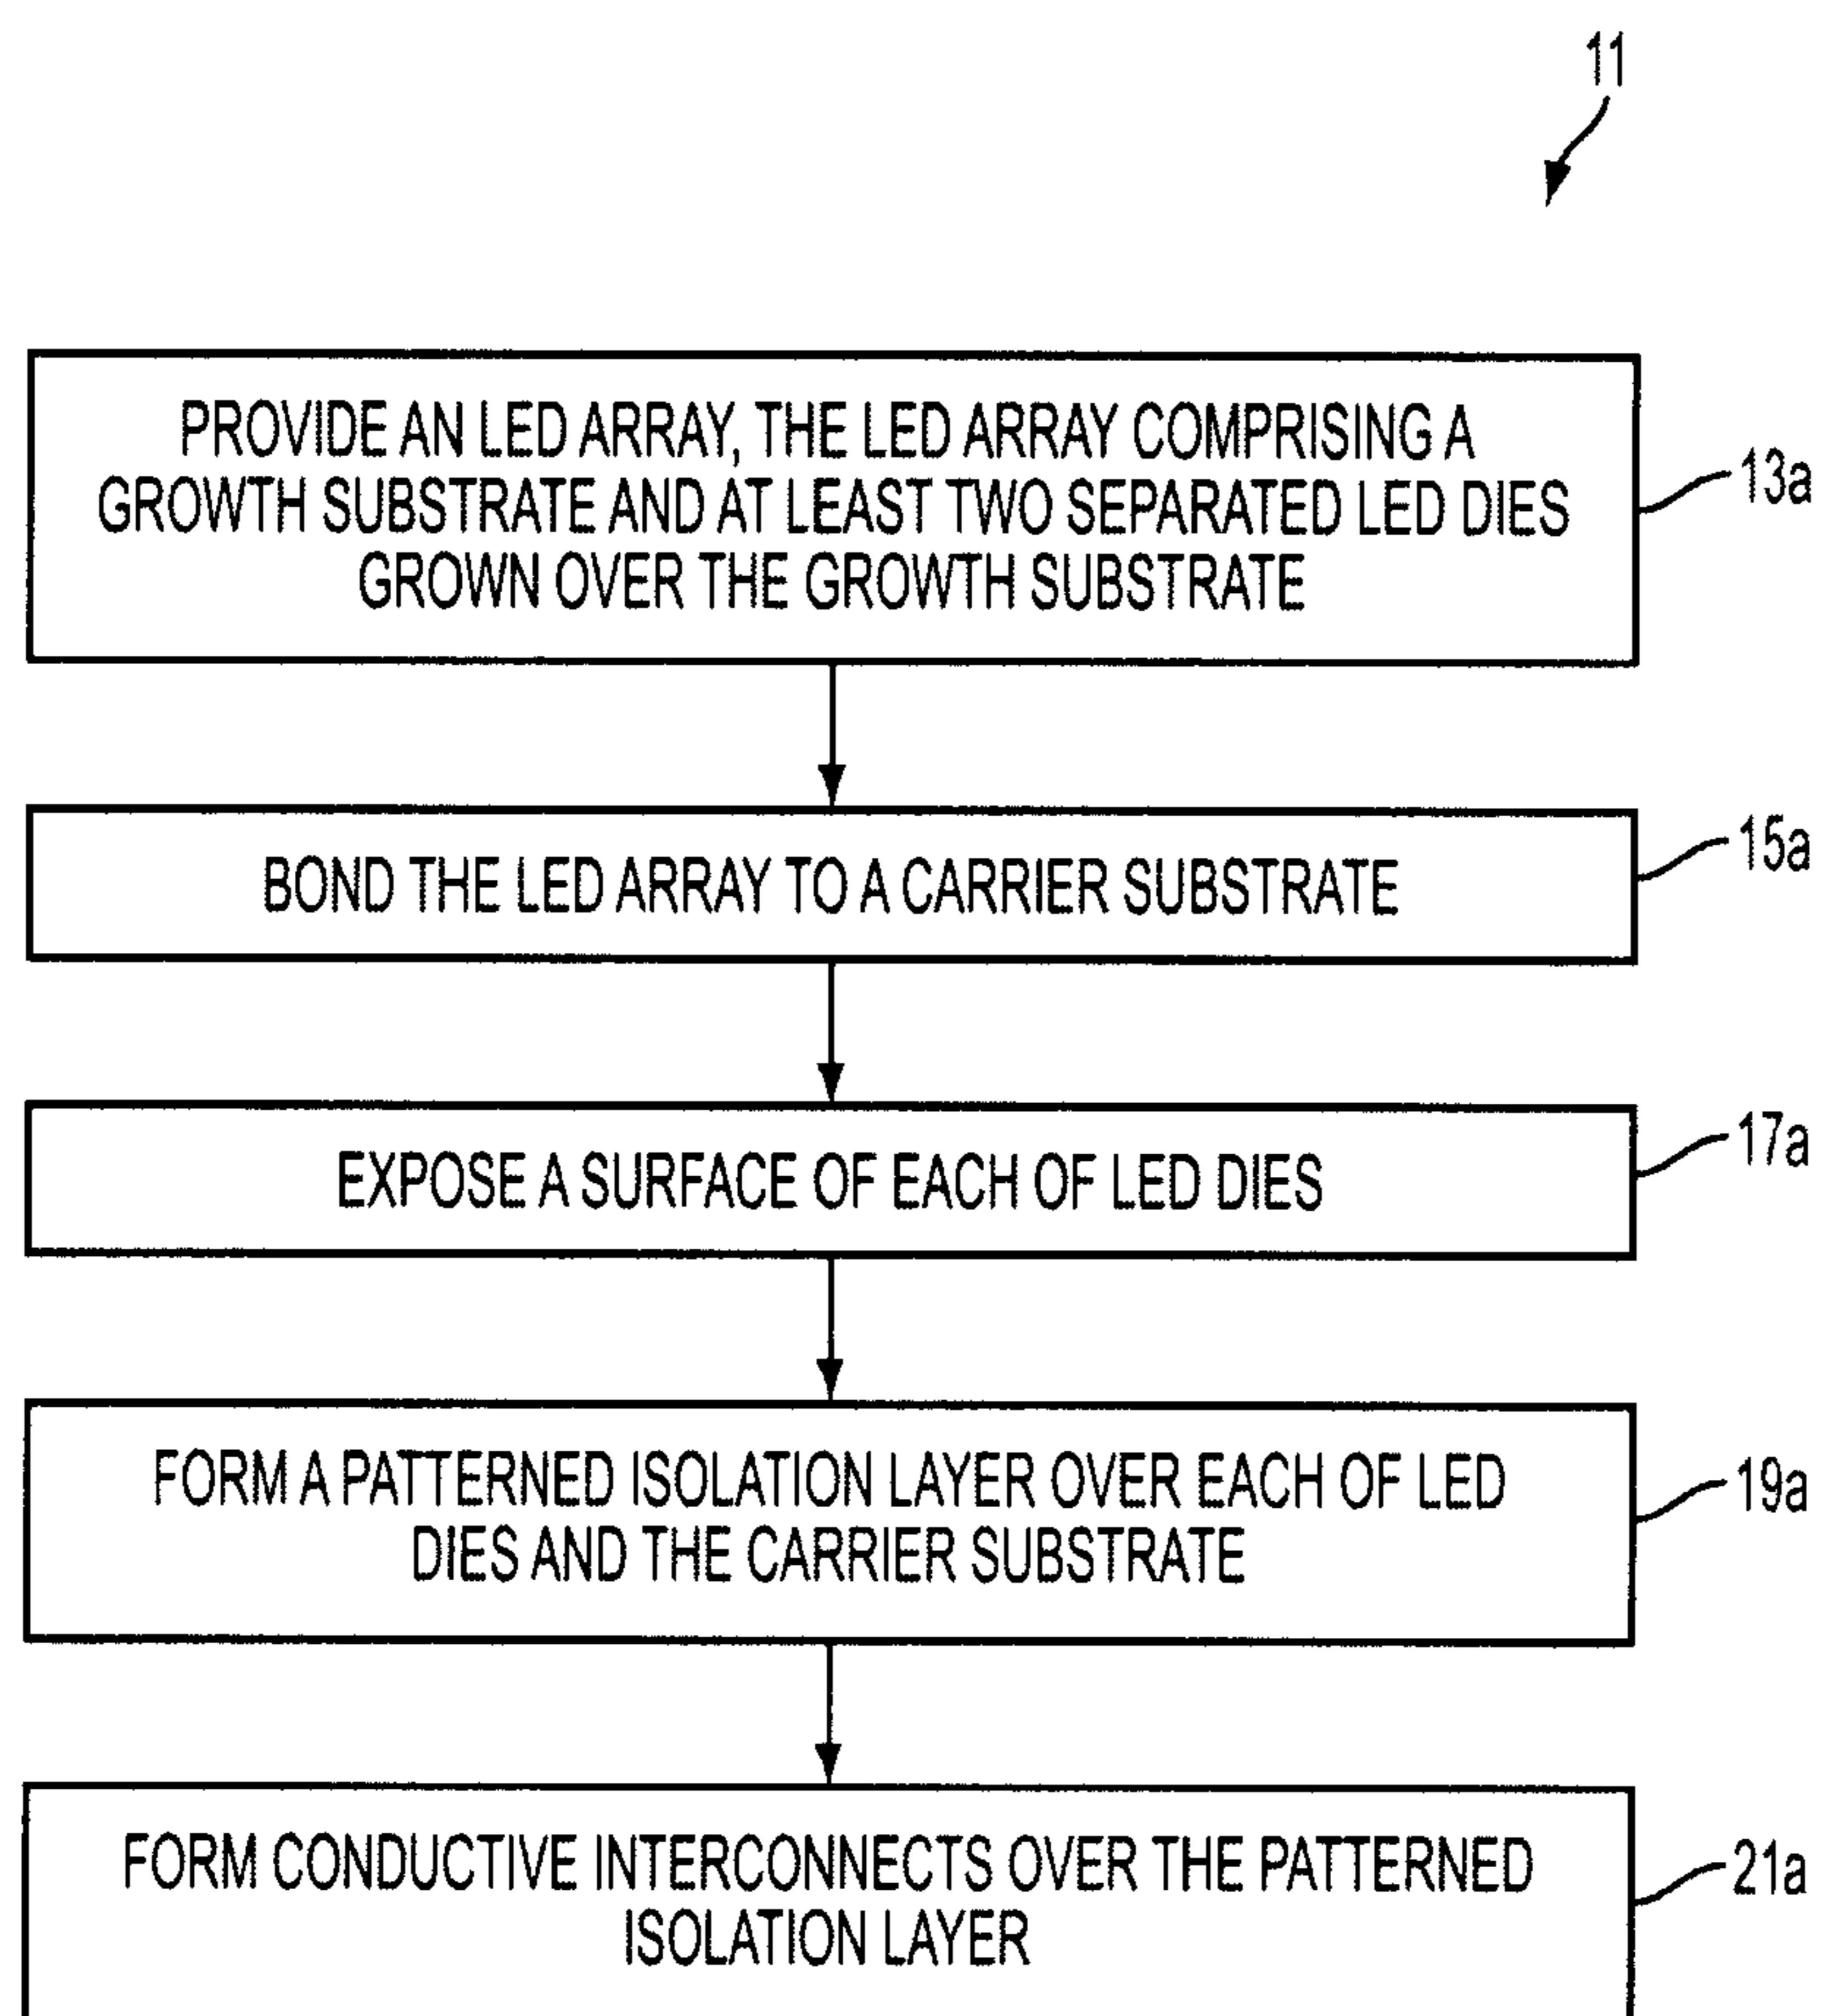 11
PROVIDE AN LED ARRAY, THE LED ARRAY COMPRISING A
GROWTH SUBSTRATE AND AT LEAST TWO SEPARATED LED DIES
GROWN OVER THE GROWTH SUBSTRATE
13a
BOND THE LED ARRAY TO A CARRIER SUBSTRATE
15a
EXPOSE A SURFACE OF EACH OF LED DIES
17a
FORM A PATTERNED ISOLATION LAYER OVER EACH OF LED
DIES AND THE CARRIER SUBSTRATE
19a
FORM CONDUCTIVE INTERCONNECTS OVER THE PATTERNED
ISOLATION LAYER
21a